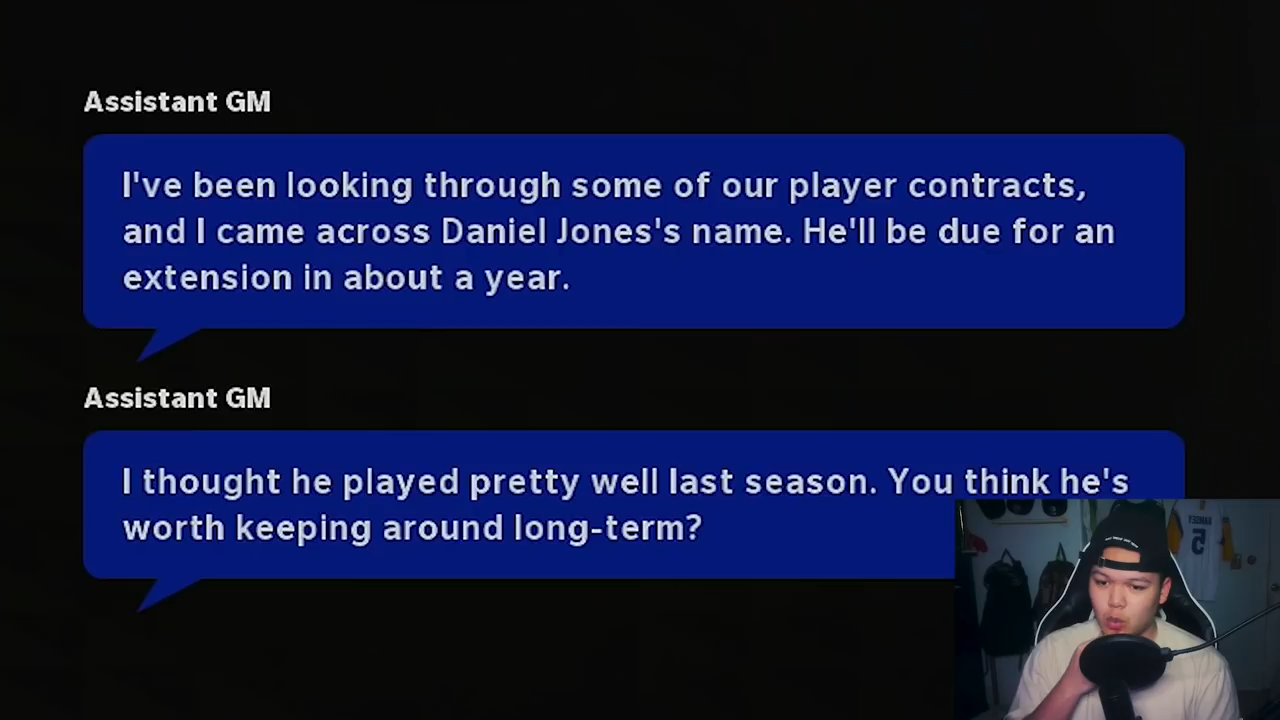 Assistant GM
I've been looking through some of our player contracts,
and I came across Daniel Jones's name. He'll be due for an
extension in about a year.
Assistant GM
I thought he played pretty well last season. You think he's
worth keeping around long-term?
5